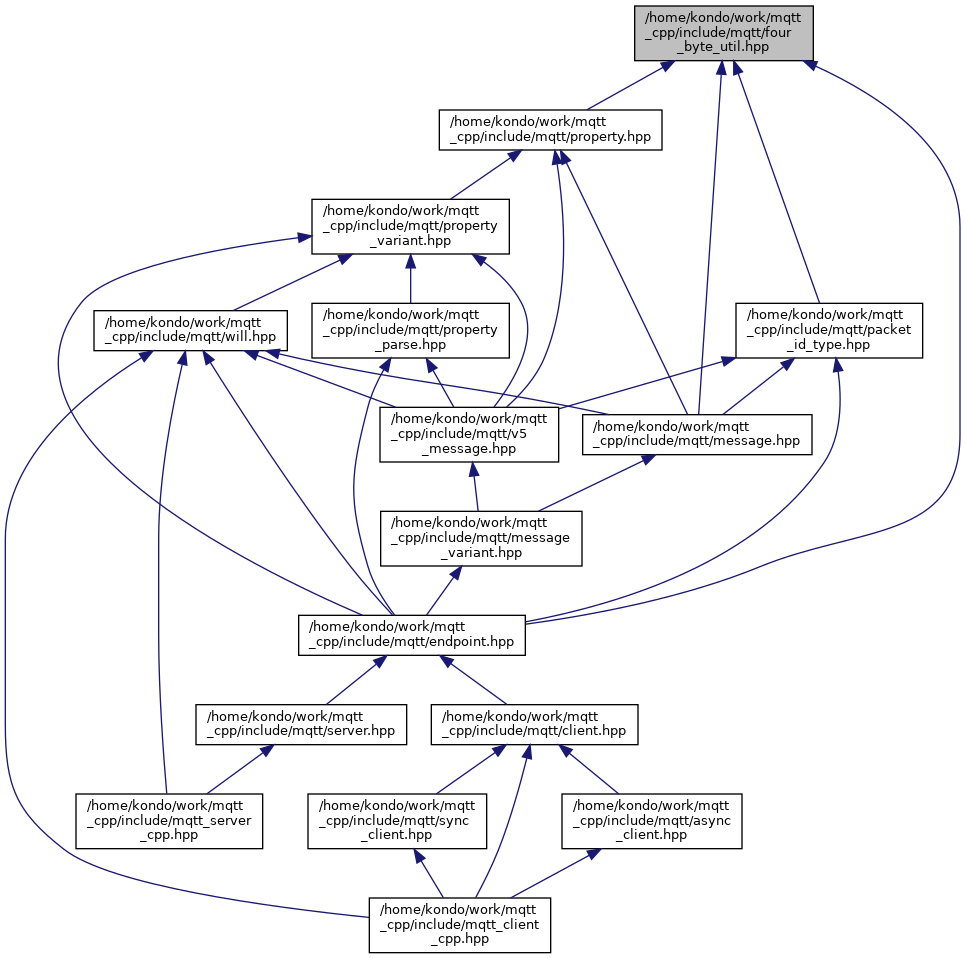 /home/kondo/work/mqtt
_cpp/include/mqtt/four
_byte_util.hpp
/home/kondo/work/mqtt
_cpp/include/mqtt/property.hpp
/home/kondo/work/mqtt
_cpp/include/mqtt/property
_variant.hpp
/home/kondo/work/mqtt
_cpp/include/mqtt/will.hpp
/home/kondo/work/mqtt
_cpp/include/mqtt/property
_parse.hpp
/home/kondo/work/mqtt
_cpp/include/mqtt/packet
_id_type.hpp
/home/kondo/work/mqtt
_cpp/include/mqtt/v5
_message.hpp
/home/kondo/work/mqtt
_cpp/include/mqtt/message.hpp
/home/kondo/work/mqtt
_cpp/include/mqtt/message
_variant.hpp
/home/kondo/work/mqtt
_cpp/include/mqtt/endpoint.hpp
/home/kondo/work/mqtt
_cpp/include/mqtt/server.hpp
/home/kondo/work/mqtt
_cpp/include/mqtt/client.hpp
/home/kondo/work/mqtt
_cpp/include/mqtt_server
_cpp.hpp
/home/kondo/work/mqtt
_cpp/include/mqtt/sync
_client.hpp
/home/kondo/work/mqtt
_cpp/include/mqtt/async
_client.hpp
/home/kondo/work/mqtt
_cpp/include/mqtt_client
_cpp.hpp